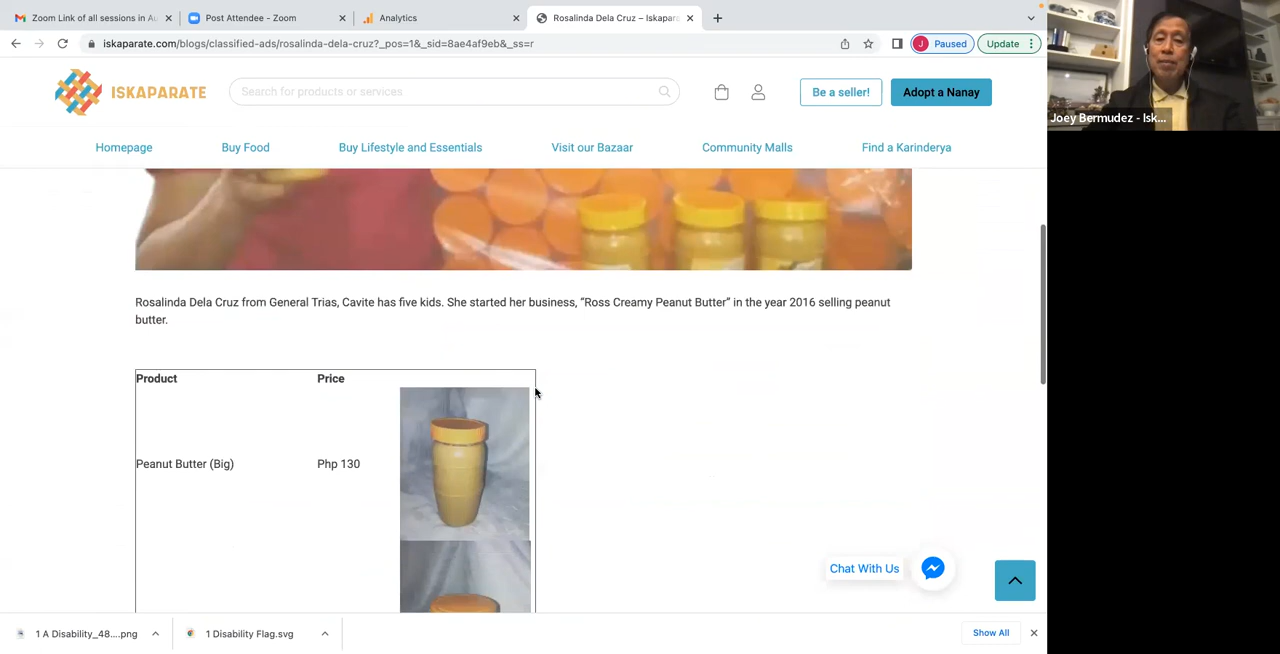 Zoom Link of all sessions in Au
Post Attendee - Zoom
Analytics
Rosalinda Dela Cruz – Iskapara
iskaparate.com/blogs/classified-ads/rosalinda-dela-cruz?_pos=1&_sid=8ae4af9eb&_ss=r
J
Paused
Update
ISKAPARATE
Search for products or services
Be a seller!
Adopt a Nanay
Homepage
Buy Food
Buy Lifestyle and Essentials
Visit our Bazaar
Community Malls
Find a Karinderya
Joey Bermudez - Isk...
Rosalinda Dela Cruz from General Trias, Cavite has five kids. She started her business, “Ross Creamy Peanut Butter” in the year 2016 selling peanut
butter.
Product Price
Peanut Butter (Big) Php 130
Chat With Us
1 A Disability_48....png
1 Disability Flag.svg
Show All